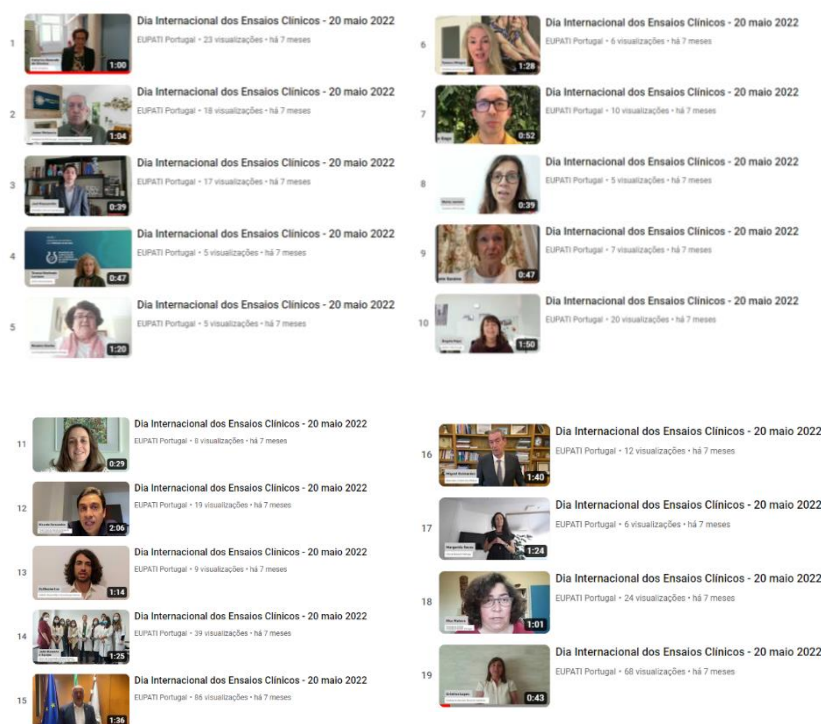 1
1:00
Dia Internacional dos Ensaios Clínicos - 20 maio 2022
EUPATI Portugal • 23 visualizações • há 7 meses
2
1:04
Dia Internacional dos Ensaios Clínicos - 20 maio 2022
EUPATI Portugal • 18 visualizações • há 7 meses
3
0:39
Dia Internacional dos Ensaios Clínicos - 20 maio 2022
EUPATI Portugal • 17 visualizações • há 7 meses
4
0:47
Dia Internacional dos Ensaios Clínicos - 20 maio 2022
EUPATI Portugal • 5 visualizações • há 7 meses
5
1:20
Dia Internacional dos Ensaios Clínicos - 20 maio 2022
EUPATI Portugal • 5 visualizações • há 7 meses
6
1:28
Dia Internacional dos Ensaios Clínicos - 20 maio 2022
EUPATI Portugal • 6 visualizações • há 7 meses
7
0:52
Dia Internacional dos Ensaios Clínicos - 20 maio 2022
EUPATI Portugal • 10 visualizações • há 7 meses
8
0:39
Dia Internacional dos Ensaios Clínicos - 20 maio 2022
EUPATI Portugal • 5 visualizações • há 7 meses
9
0:47
Dia Internacional dos Ensaios Clínicos - 20 maio 2022
EUPATI Portugal • 7 visualizações • há 7 meses
10
1:50
Dia Internacional dos Ensaios Clínicos - 20 maio 2022
EUPATI Portugal • 20 visualizações • há 7 meses
11
0:29
Dia Internacional dos Ensaios Clínicos - 20 maio 2022
EUPATI Portugal • 8 visualizações • há 7 meses
12
2:06
Dia Internacional dos Ensaios Clínicos - 20 maio 2022
EUPATI Portugal • 19 visualizações • há 7 meses
13
1:14
Dia Internacional dos Ensaios Clínicos - 20 maio 2022
EUPATI Portugal • 9 visualizações • há 7 meses
14
1:25
Dia Internacional dos Ensaios Clínicos - 20 maio 2022
EUPATI Portugal • 39 visualizações • há 7 meses
15
1:36
Dia Internacional dos Ensaios Clínicos - 20 maio 2022
EUPATI Portugal • 86 visualizações • há 7 meses
16
1:40
Dia Internacional dos Ensaios Clínicos - 20 maio 2022
EUPATI Portugal • 12 visualizações • há 7 meses
17
1:24
Dia Internacional dos Ensaios Clínicos - 20 maio 2022
EUPATI Portugal • 6 visualizações • há 7 meses
18
1:01
Dia Internacional dos Ensaios Clínicos - 20 maio 2022
EUPATI Portugal • 24 visualizações • há 7 meses
19
0:43
Dia Internacional dos Ensaios Clínicos - 20 maio 2022
EUPATI Portugal • 68 visualizações • há 7 meses